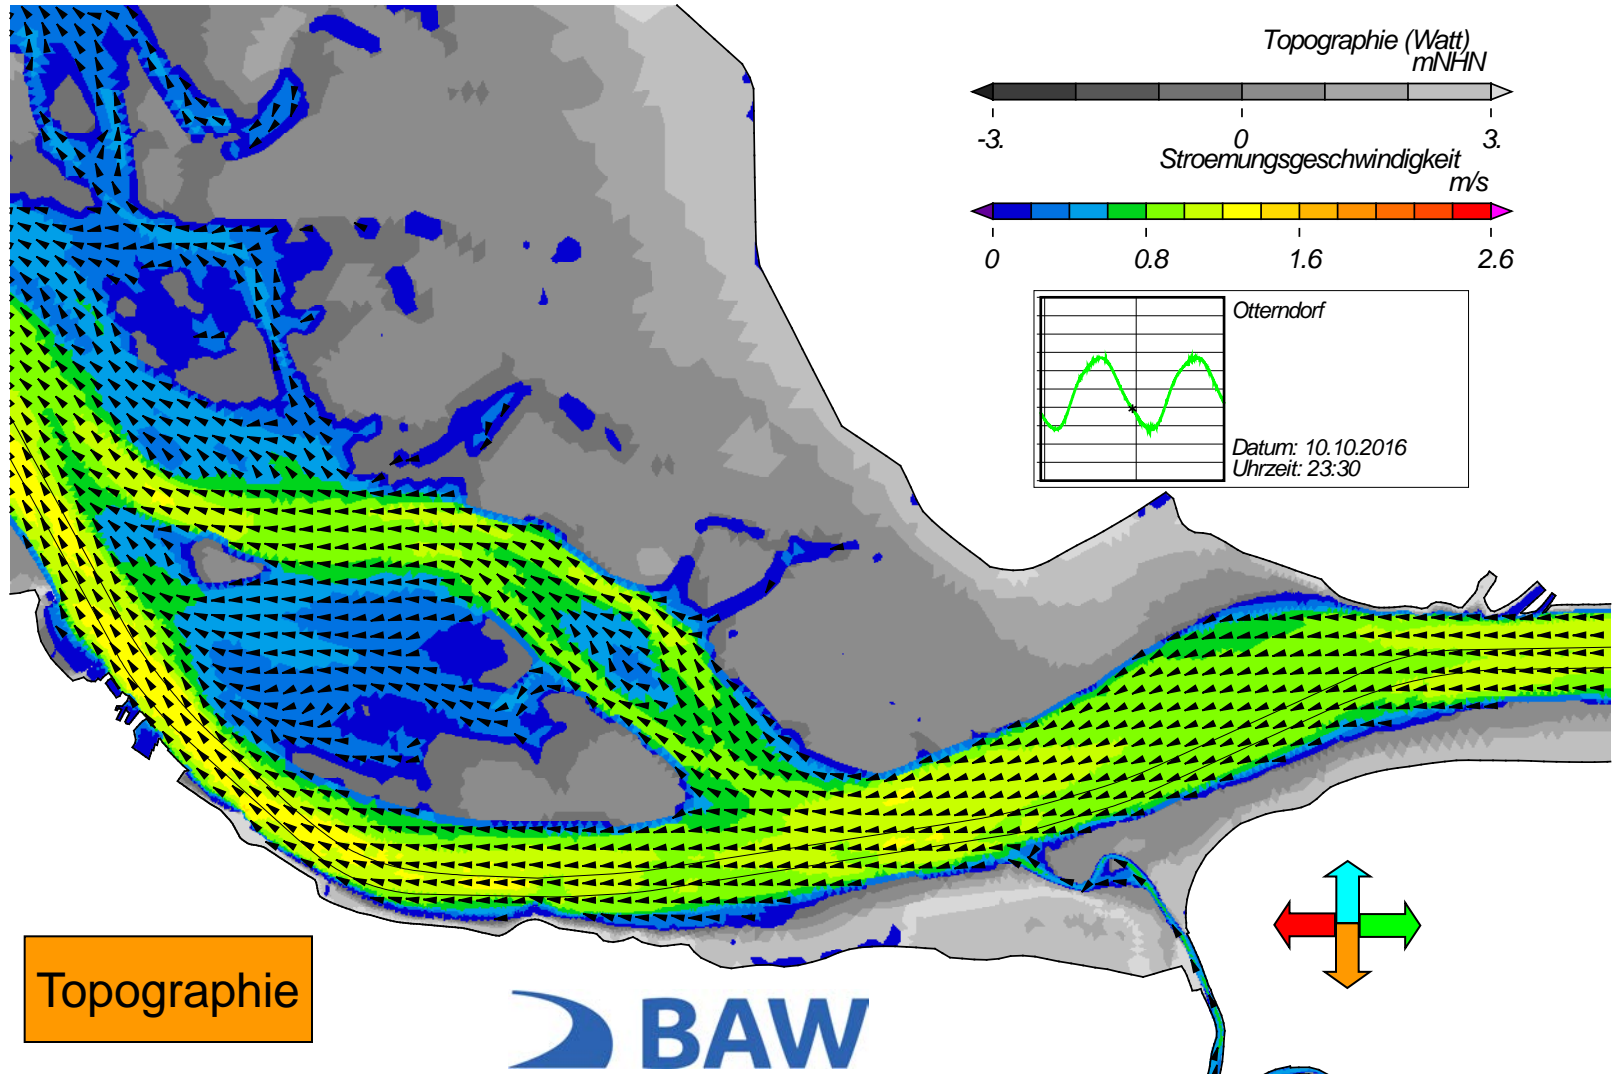 Topographie (Watt)
mNHN
-3. 0 3.
Stroemungsgeschwindigkeit
m/s
0 0.8 1.6 2.6
Otterndorf
Datum: 10.10.2016
Uhrzeit: 23:30
Topographie
BAW